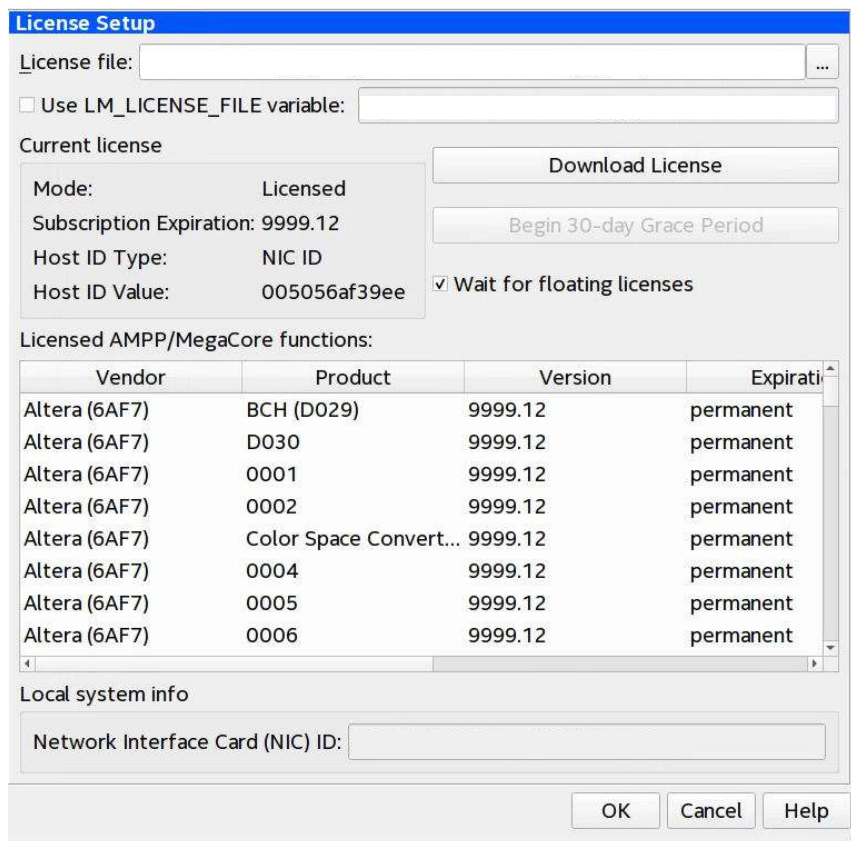 License Setup
License file: ...
Use LM_LICENSE_FILE variable:
Current license
Download License
Mode: Licensed
Subscription Expiration: 9999.12
Begin 30-day Grace Period
Host ID Type: NIC ID
Host ID Value: 005056af39ee
Wait for floating licenses
Licensed AMPP/MegaCore functions:
Vendor Product Version Expiratio
Altera (6AF7) BCH (D029) 9999.12 permanent
Altera (6AF7) D030 9999.12 permanent
Altera (6AF7) 0001 9999.12 permanent
Altera (6AF7) 0002 9999.12 permanent
Altera (6AF7) Color Space Convert... 9999.12 permanent
Altera (6AF7) 0004 9999.12 permanent
Altera (6AF7) 0005 9999.12 permanent
Altera (6AF7) 0006 9999.12 permanent
Local system info
Network Interface Card (NIC) ID:
OK Cancel Help